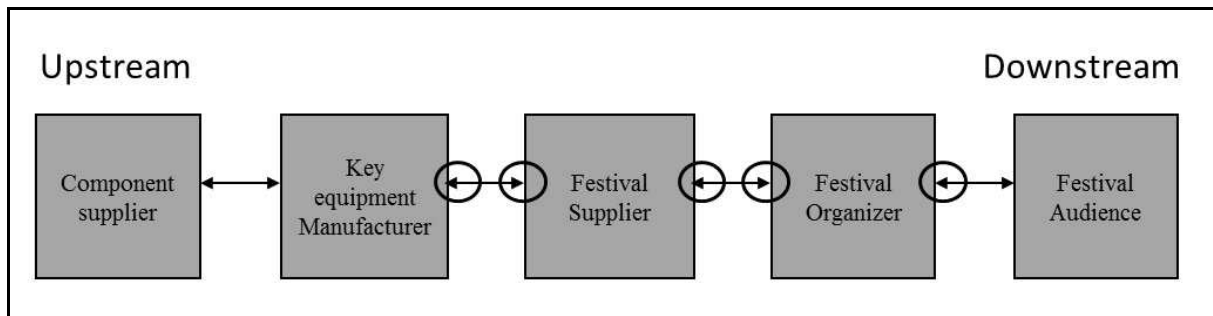 Upstream
Downstream
Component
supplier
Key
equipment
Manufacturer
Festival
Supplier
Festival
Organizer
Festival
Audience